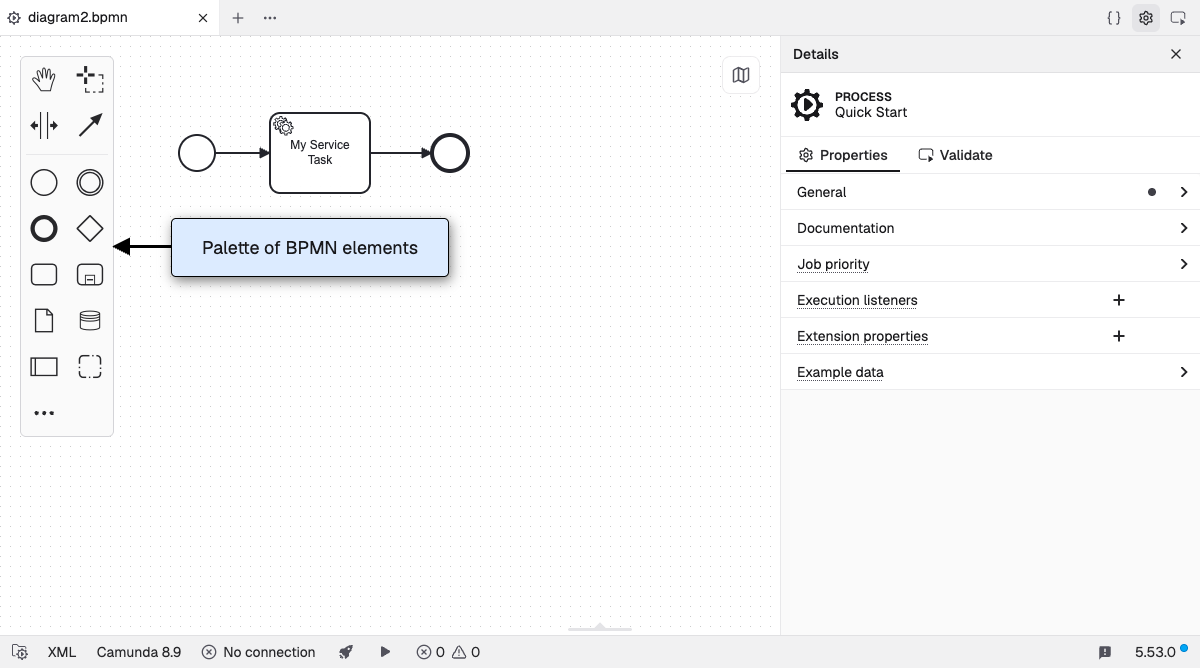 diagram2.bpmn
Details
PROCESS
Quick Start
Properties
Validate
My Service
Task
General
Documentation
Palette of BPMN elements
Job priority
Execution listeners
Extension properties
Example data
XML
Camunda 8.9
No connection
0
0
5.53.0